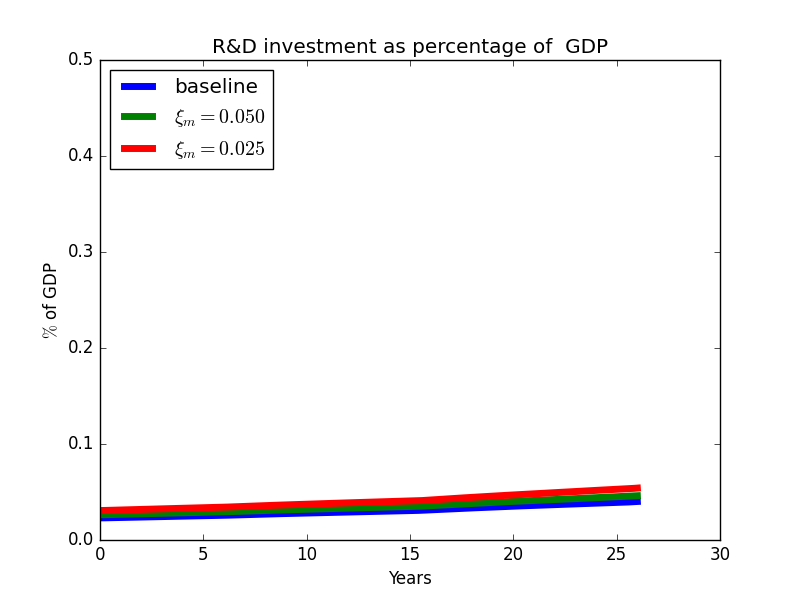 R&D investment as percentage of  GDP
0.5
baseline
ξm = 0.050
ξm = 0.025
0.4
0.3
% of GDP
0.2
0.1
0.0
0 5 10 15 20 25 30
Years